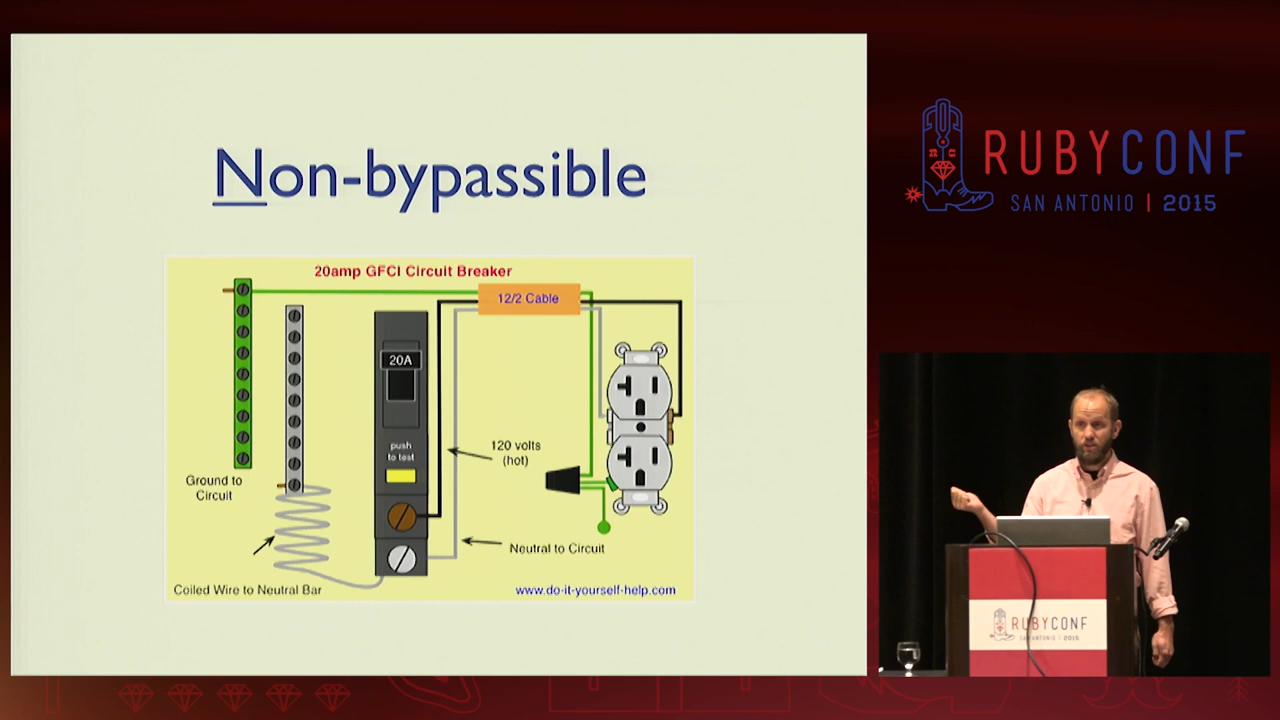 Non-bypassible
20amp GFCI Circuit Breaker
12/2 Cable
20A
push
to test
120 volts
(hot)
Ground to
Circuit
Neutral to Circuit
Coiled Wire to Neutral Bar
www.do-it-yourself-help.com
RUBYCONF
SAN ANTONIO | 2015
RUBYCONF
SAN ANTONIO | 2015